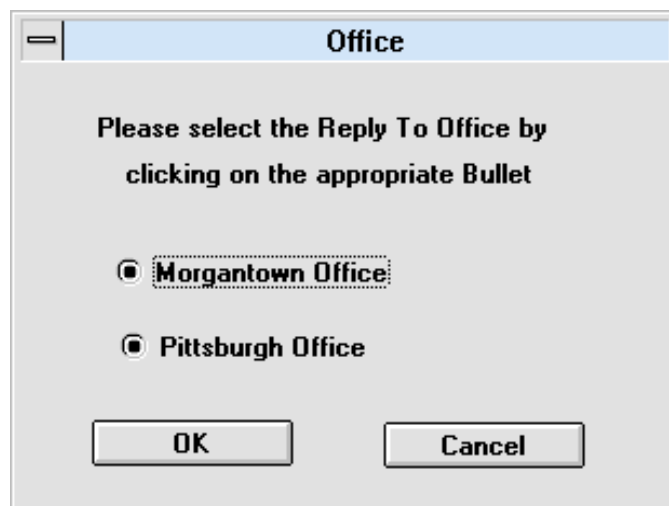 Office
Please select the Reply To Office by
clicking on the appropriate Bullet
Morgantown Office
Pittsburgh Office
OK
Cancel